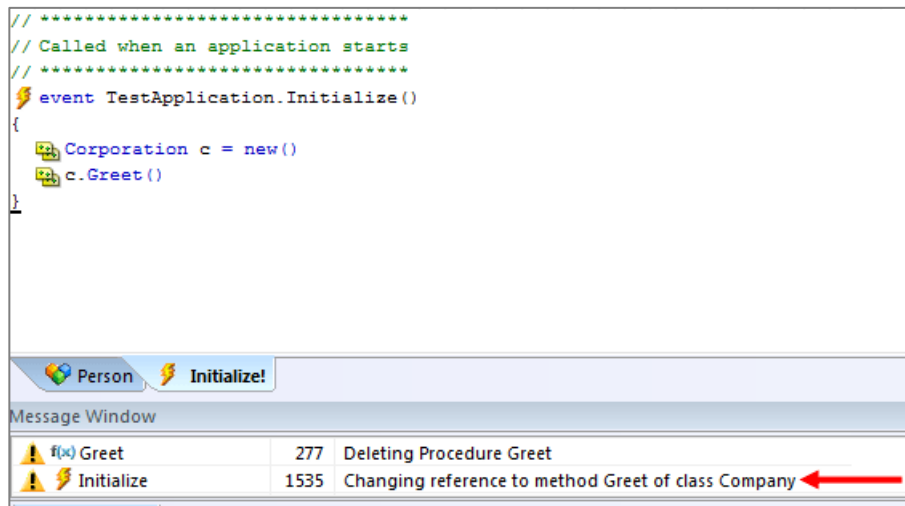 // *********************************
// Called when an application starts
// *********************************
event TestApplication.Initialize()
{
Corporation c = new()
c.Greet()
}
Person Initialize!
Message Window
f(x) Greet 277 Deleting Procedure Greet
Initialize 1535 Changing reference to method Greet of class Company